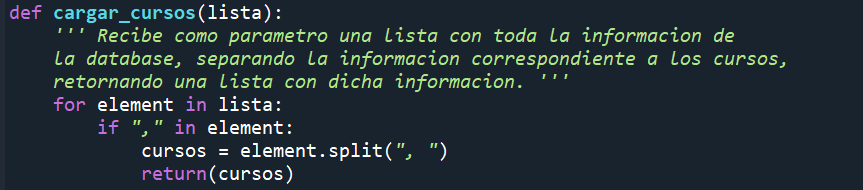 def cargar_cursos(lista):
    ''' Recibe como parametro una lista con toda la informacion de
    la database, separando la informacion correspondiente a los cursos,
    retornando una lista con dicha informacion. '''
    for element in lista:
        if "," in element:
            cursos = element.split(", ")
            return(cursos)